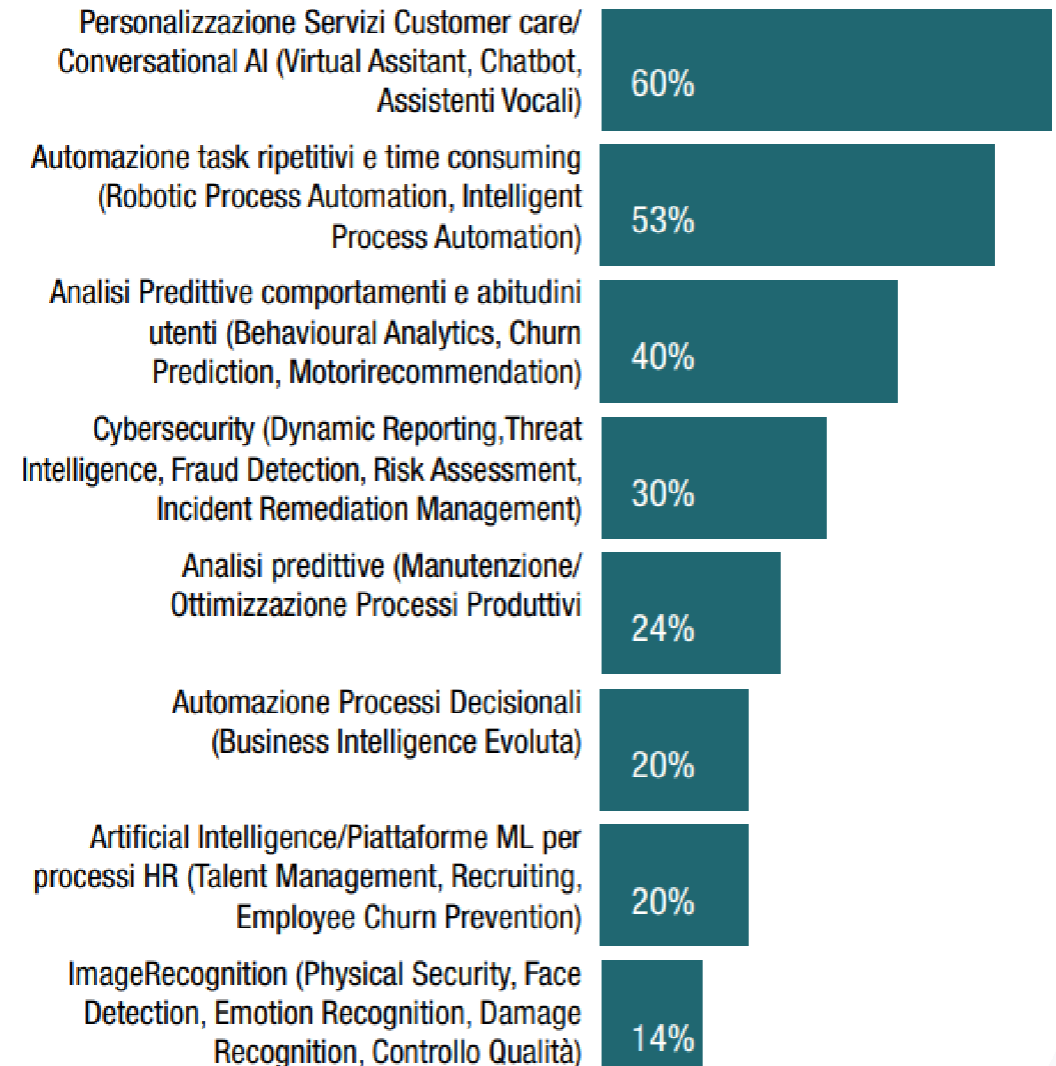 Personalizzazione Servizi Customer care/
Conversational AI (Virtual Assitant, Chatbot,
Assistenti Vocali)
60%
Automazione task ripetitivi e time consuming
(Robotic Process Automation, Intelligent
Process Automation)
53%
Analisi Predittive comportamenti e abitudini
utenti (Behavioural Analytics, Churn
Prediction, Motorirecommendation)
40%
Cybersecurity (Dynamic Reporting,Threat
Intelligence, Fraud Detection, Risk Assessment,
Incident Remediation Management)
30%
Analisi predittive (Manutenzione/
Ottimizzazione Processi Produttivi
24%
Automazione Processi Decisionali
(Business Intelligence Evoluta)
20%
Artificial Intelligence/Piattaforme ML per
processi HR (Talent Management, Recruiting,
Employee Churn Prevention)
20%
ImageRecognition (Physical Security, Face
Detection, Emotion Recognition, Damage
Recognition, Controllo Qualità)
14%